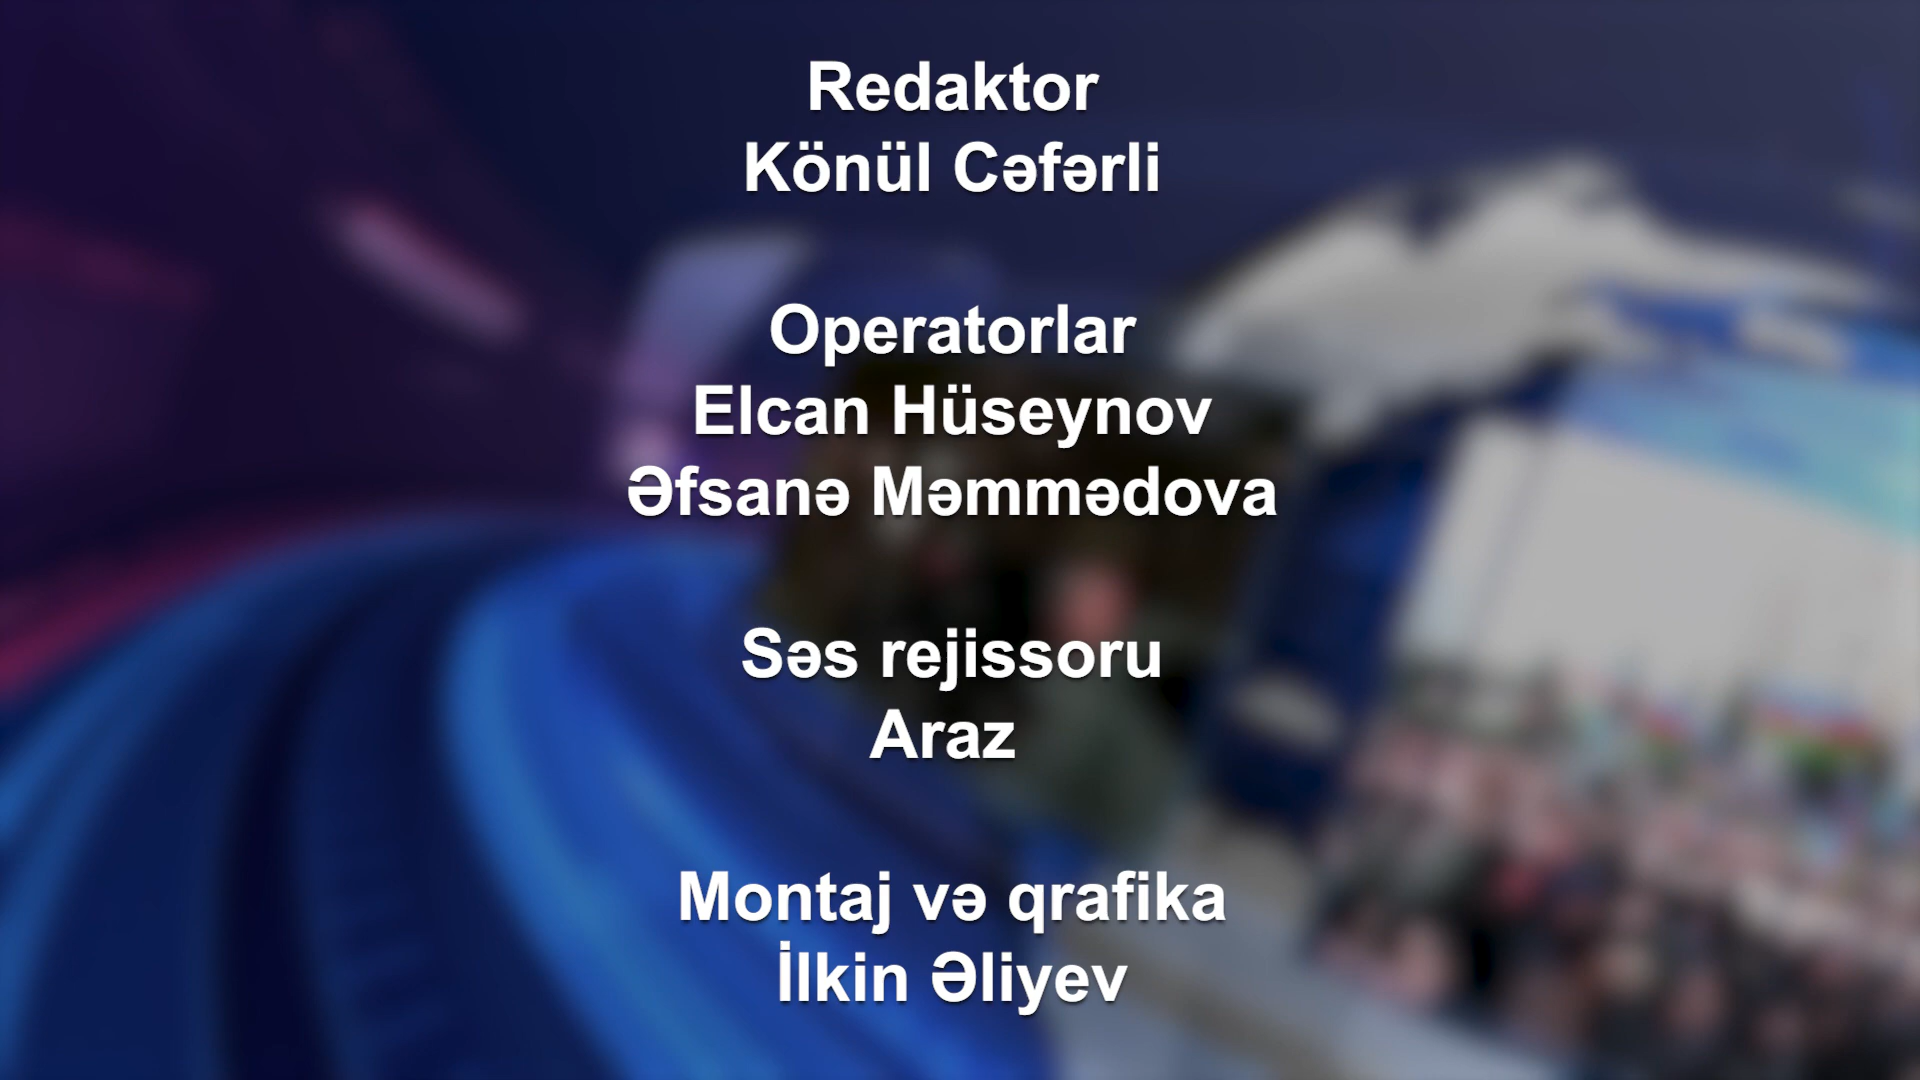 Redaktor
Könül Cəfərli
Operatorlar
Elcan Hüseynov
Əfsanə Məmmədova
Səs rejissoru
Araz
Montaj və qrafika
İlkin Əliyev